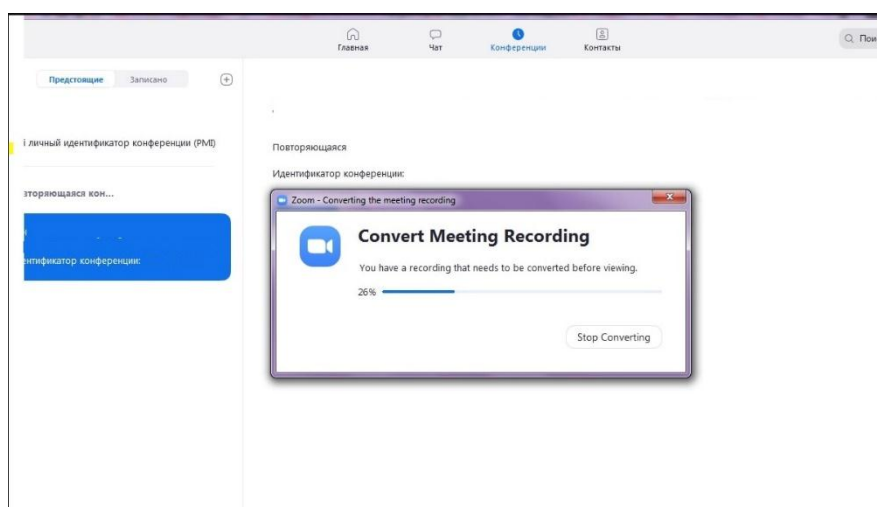 Главная
Чат
Конференции
Контакты
Предстоящие
Записано
й личный идентификатор конференции (PMI)
Повторяющаяся
Идентификатор конференции:
вторяющаяся кон...
Zoom - Converting the meeting recording
Convert Meeting Recording
You have a recording that needs to be converted before viewing.
26%
Stop Converting
ентификатор конференции: